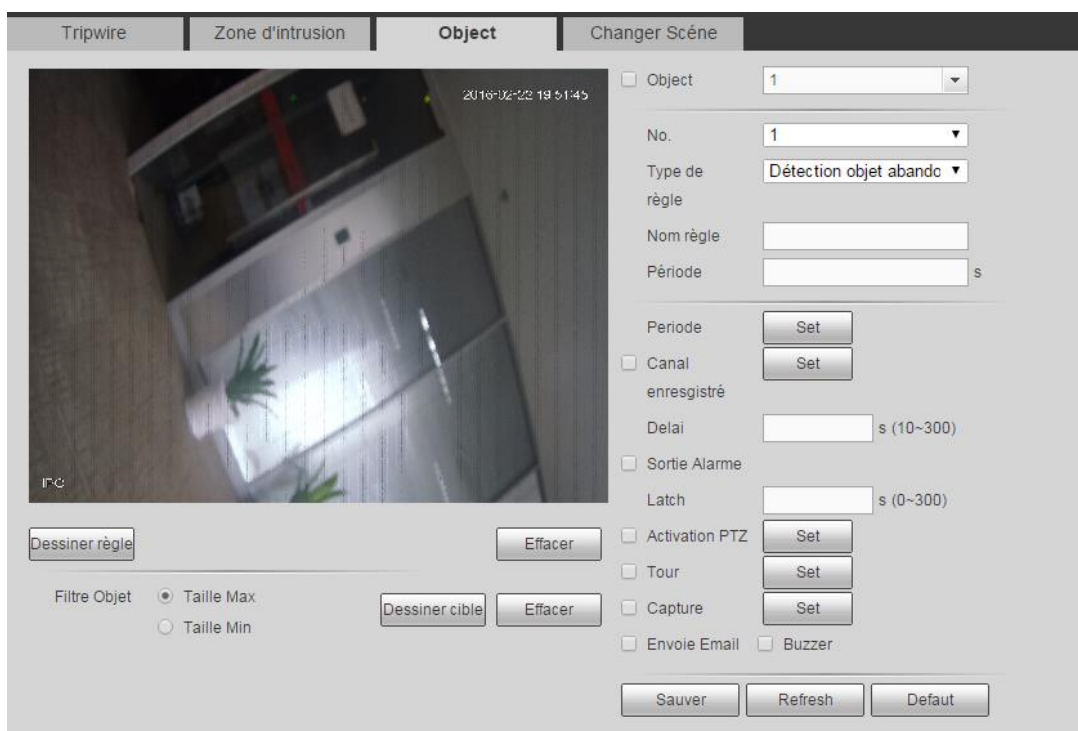 Tripwire
Zone d'intrusion
Object
Changer Scéne
2016-02-22 19:51:45
IPC
Dessiner règle
Effacer
Filtre Objet
Taille Max
Taille Min
Dessiner cible
Effacer
Object
1
No.
1
Type de
règle
Détection objet abando
Nom règle
Période
s
Periode
Set
Canal
Set
enresgistré
Delai
s (10~300)
Sortie Alarme
Latch
s (0~300)
Activation PTZ
Set
Tour
Set
Capture
Set
Envoie Email
Buzzer
Sauver
Refresh
Defaut